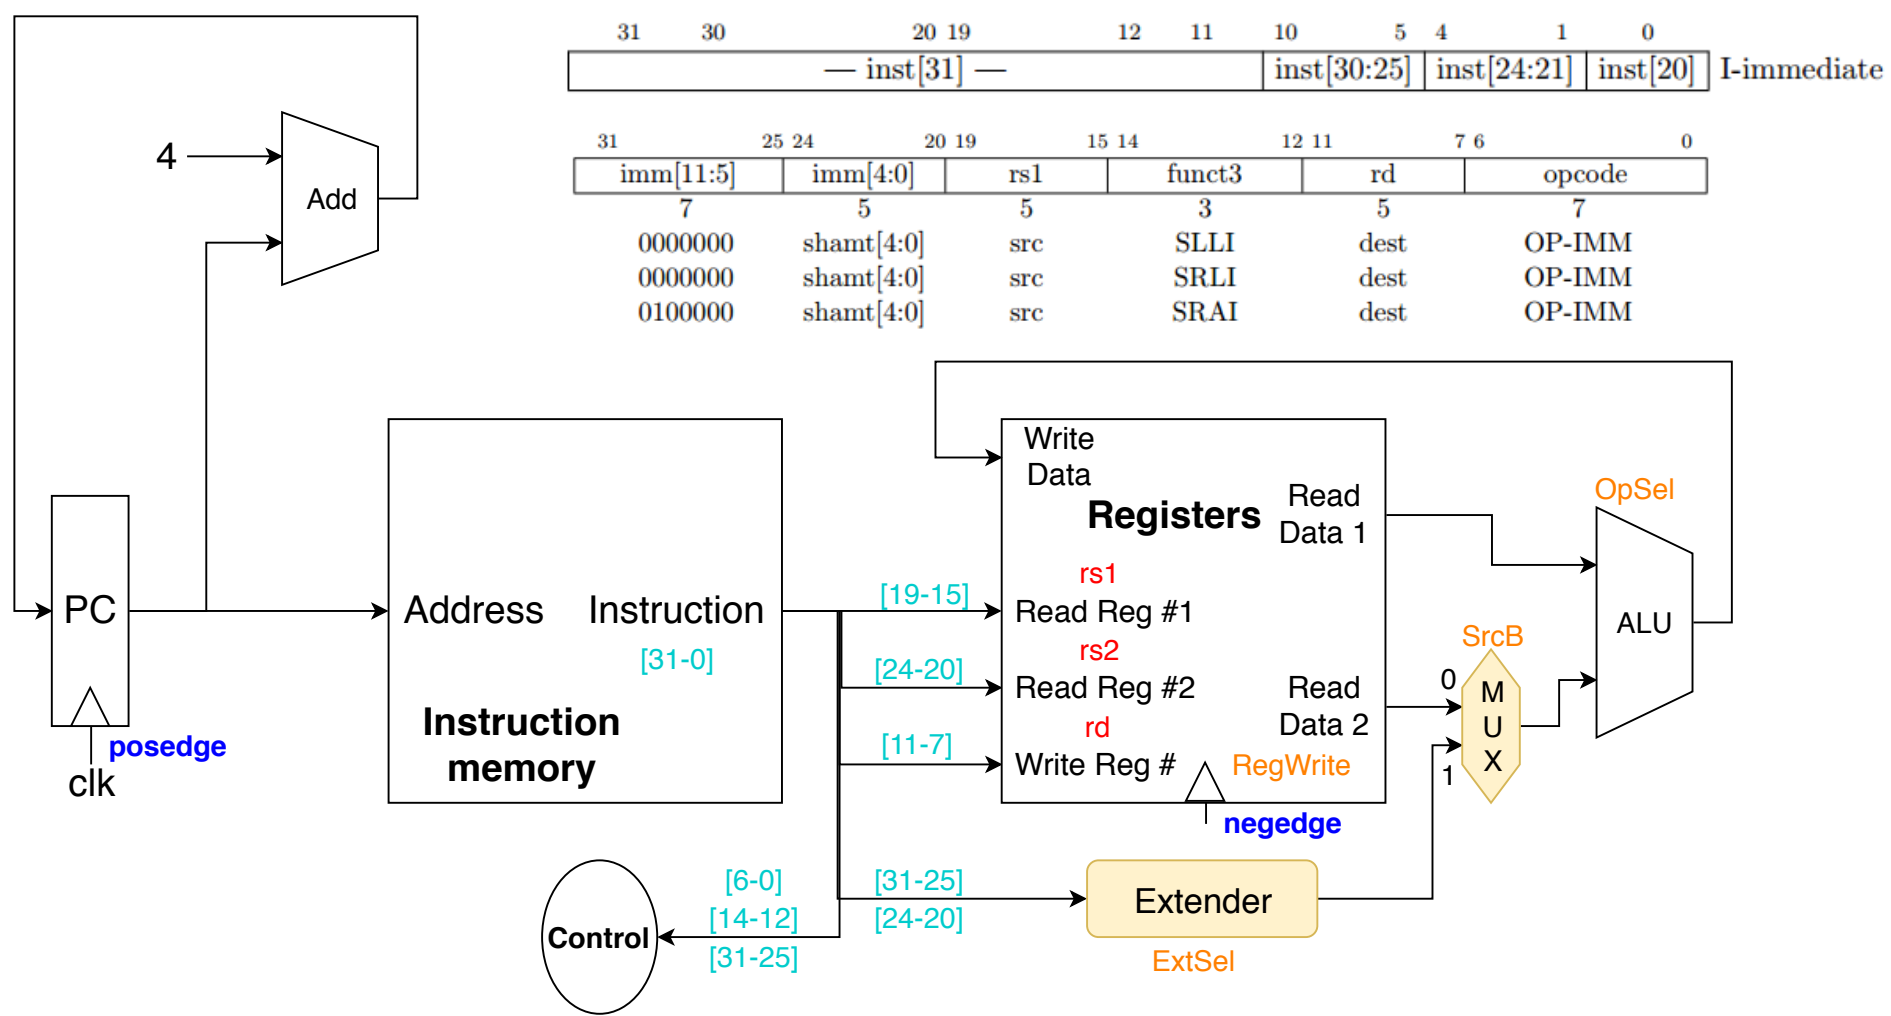 31 30 20 19 12 11 10 5 4 1 0
— inst[31] — inst[30:25] inst[24:21] inst[20] I-immediate
31 25 24 20 19 15 14 12 11 7 6 0
imm[11:5] imm[4:0] rs1 funct3 rd opcode
7 5 5 3 5 7
0000000 shamt[4:0] src SLLI dest OP-IMM
0000000 shamt[4:0] src SRLI dest OP-IMM
0100000 shamt[4:0] src SRAI dest OP-IMM
4
Add
PC
posedge
clk
Address
Instruction
[31-0]
Instruction
memory
[19-15]
[24-20]
[11-7]
Write
Data
Registers
Read
Data 1
rs1
Read Reg #1
rs2
Read Reg #2
rd
Write Reg #
Read
Data 2
RegWrite
negedge
OpSel
ALU
SrcB
0
M
U
X
1
Control
[6-0]
[14-12]
[31-25]
[31-25]
[24-20]
Extender
ExtSel